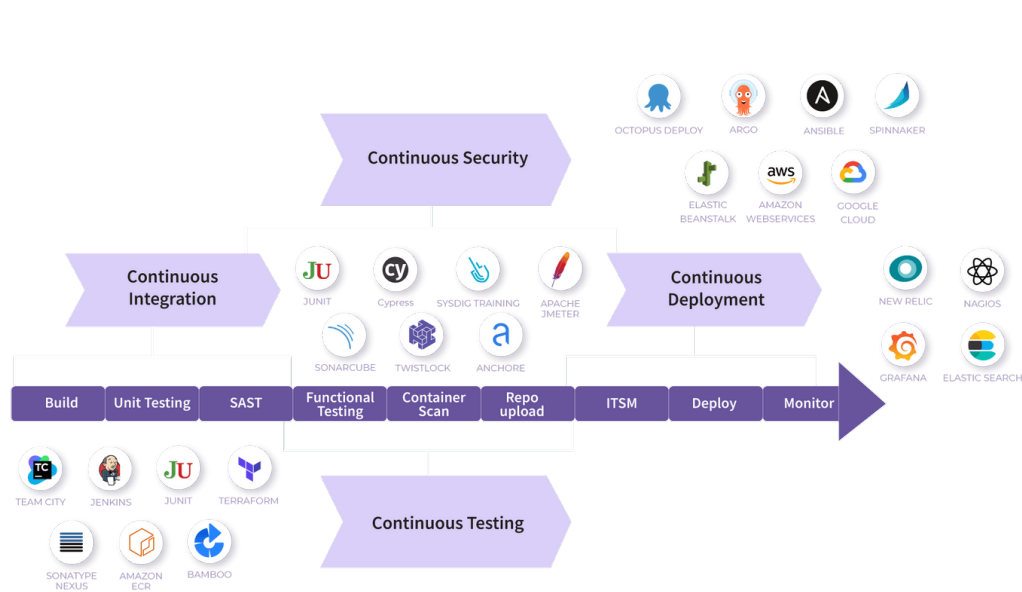 OCTOPUS DEPLOY
ARGO
ANSIBLE
SPINNAKER
Continuous Security
aws
ELASTIC
BEANSTALK
AMAZON
WEBSERVICES
GOOGLE
CLOUD
Continuous
Integration
JU
JUNIT
cy
Cypress
SYSDIG TRAINING
APACHE
JMETER
Continuous
Deployment
NEW RELIC
NAGIOS
SONARCUBE
TWISTLOCK
a
ANCHORE
GRAFANA
ELASTIC SEARCH
Build
Unit Testing
SAST
Functional
Testing
Container
Scan
Repo
upload
ITSM
Deploy
Monitor
TC
TEAM CITY
JENKINS
JU
JUNIT
TERRAFORM
Continuous Testing
SONATYPE
NEXUS
AMAZON
ECR
BAMBOO